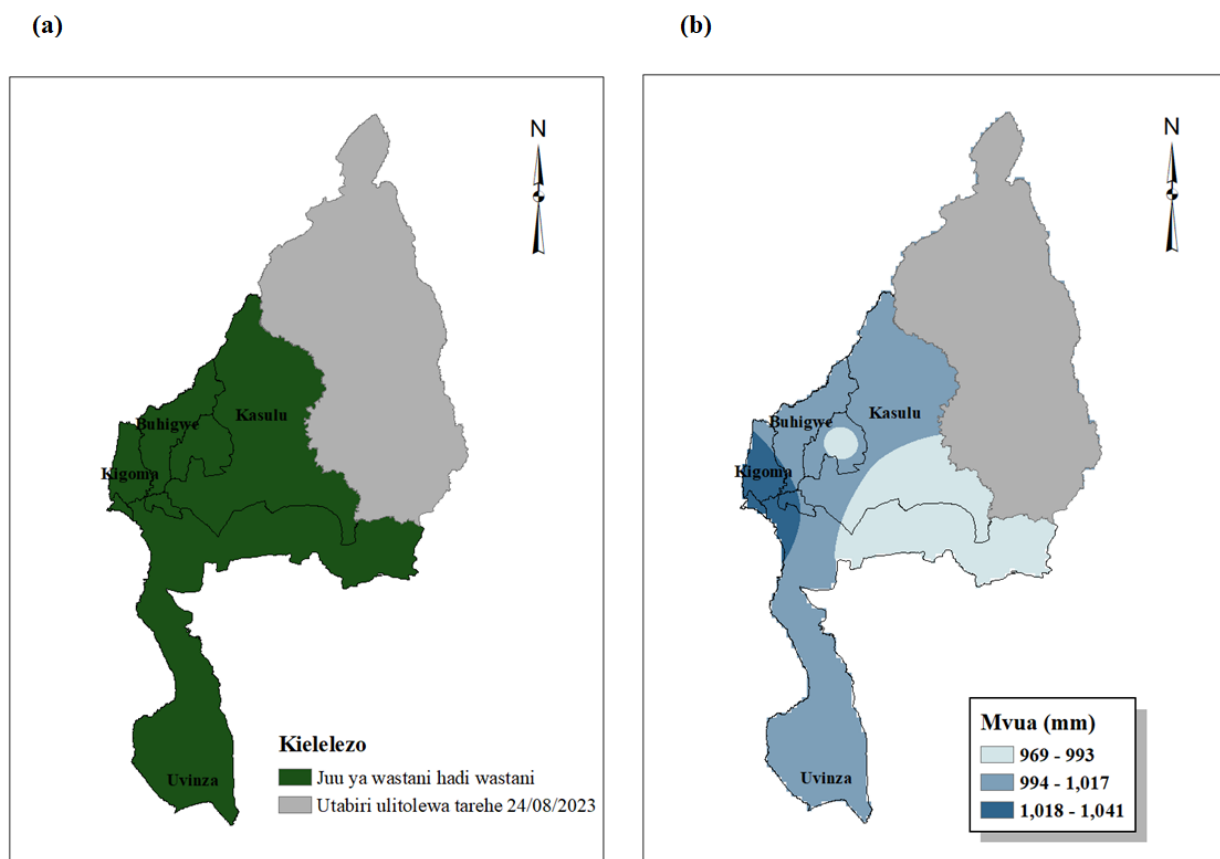 (a)
N
Kasulu
Buhigwe
Kigoma
Uvinza
Kielelezo
Juu ya wastani hadi wastani
Utabiri ulitolewa tarehe 24/08/2023
(b)
N
Kasulu
Buhigwe
Kigoma
Uvinza
Mvua (mm)
969 - 993
994 - 1,017
1,018 - 1,041